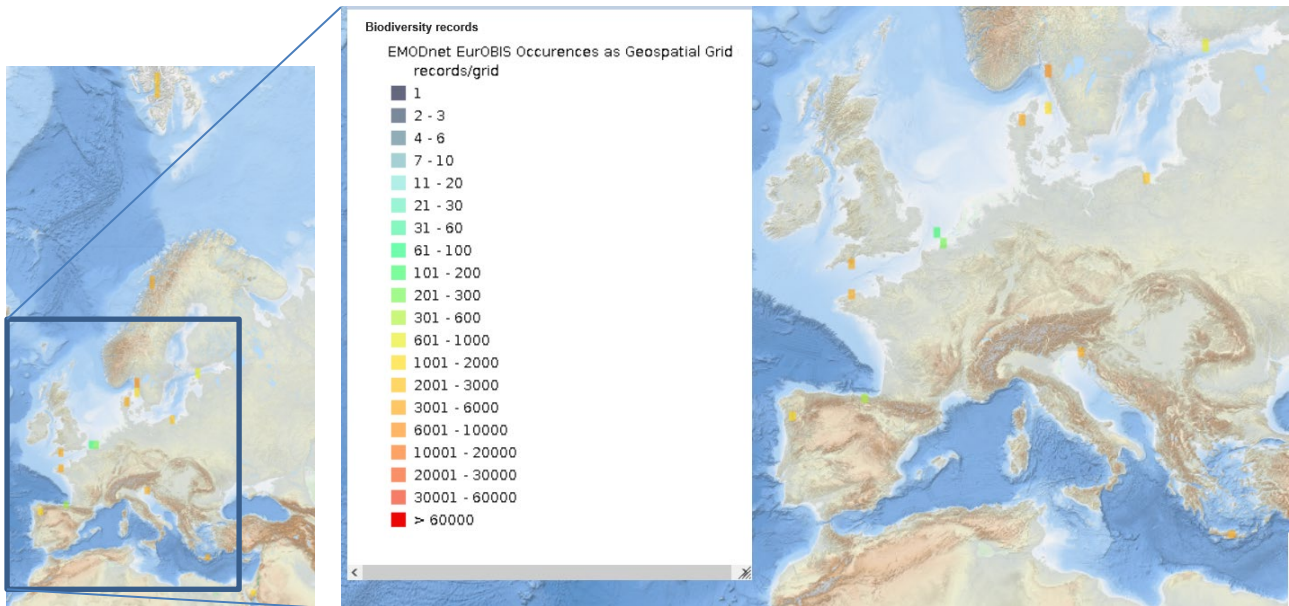 Biodiversity records
EMODnet EurOBIS Occurences as Geospatial Grid
records/grid
1
2 - 3
4 - 6
7 - 10
11 - 20
21 - 30
31 - 60
61 - 100
101 - 200
201 - 300
301 - 600
601 - 1000
1001 - 2000
2001 - 3000
3001 - 6000
6001 - 10000
10001 - 20000
20001 - 30000
30001 - 60000
> 60000